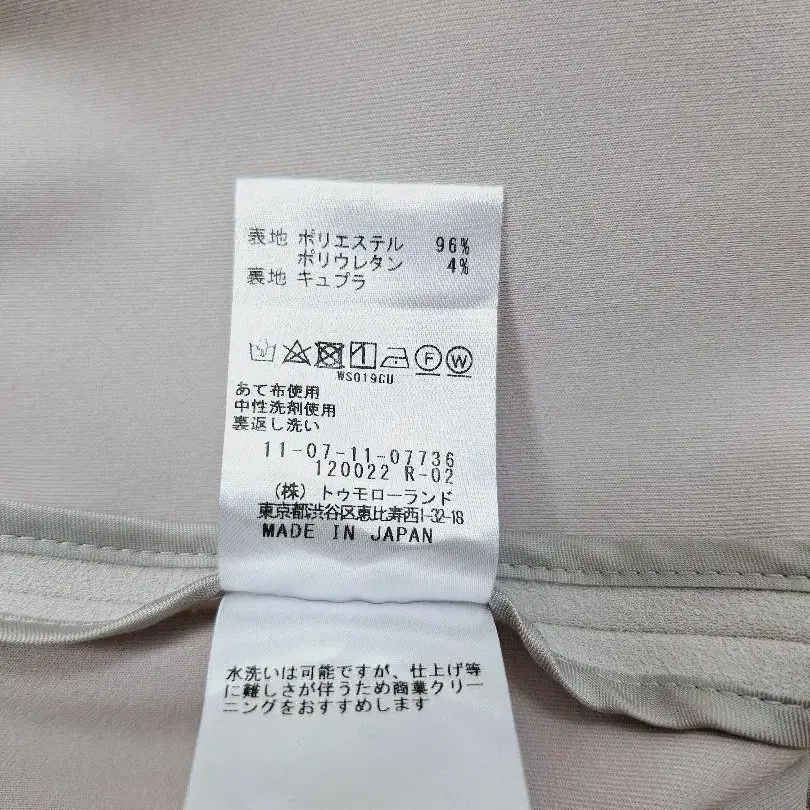 表地 ポリエステル 96%
ポリウレタン 4%
裏地 キュプラ
F W
WS019GU
あて布使用
中性洗剤使用
裏返し洗い
11-07-11-07736
120022 R-02
(株) トゥモローランド
東京都渋谷区恵比寿西1-32-18
MADE IN JAPAN
水洗いは可能ですが、仕上げ等
に難しさが伴うため商業クリー
ニングをおすすめします